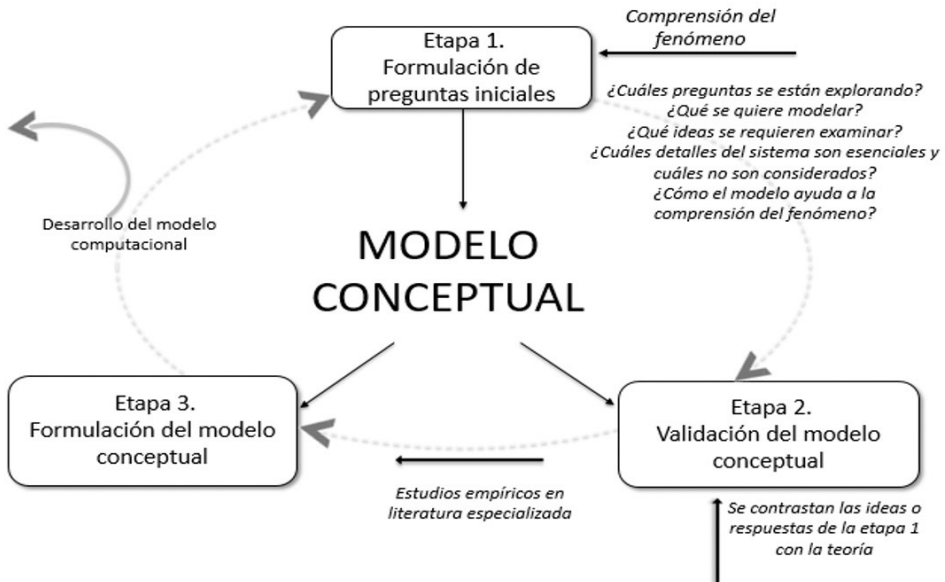 Comprensión del
fenómeno
Etapa 1.
Formulación de
preguntas iniciales
¿Cuáles preguntas se están explorando?
¿Qué se quiere modelar?
¿Qué ideas se requieren examinar?
¿Cuáles detalles del sistema son esenciales y
cuáles no son considerados?
¿Cómo el modelo ayuda a la
comprensión del fenómeno?
Desarrollo del modelo
computacional
MODELO
CONCEPTUAL
Etapa 3.
Formulación del modelo
conceptual
Etapa 2.
Validación del modelo
conceptual
Estudios empíricos en
literatura especializada
Se contrastan las ideas o
respuestas de la etapa 1
con la teoría